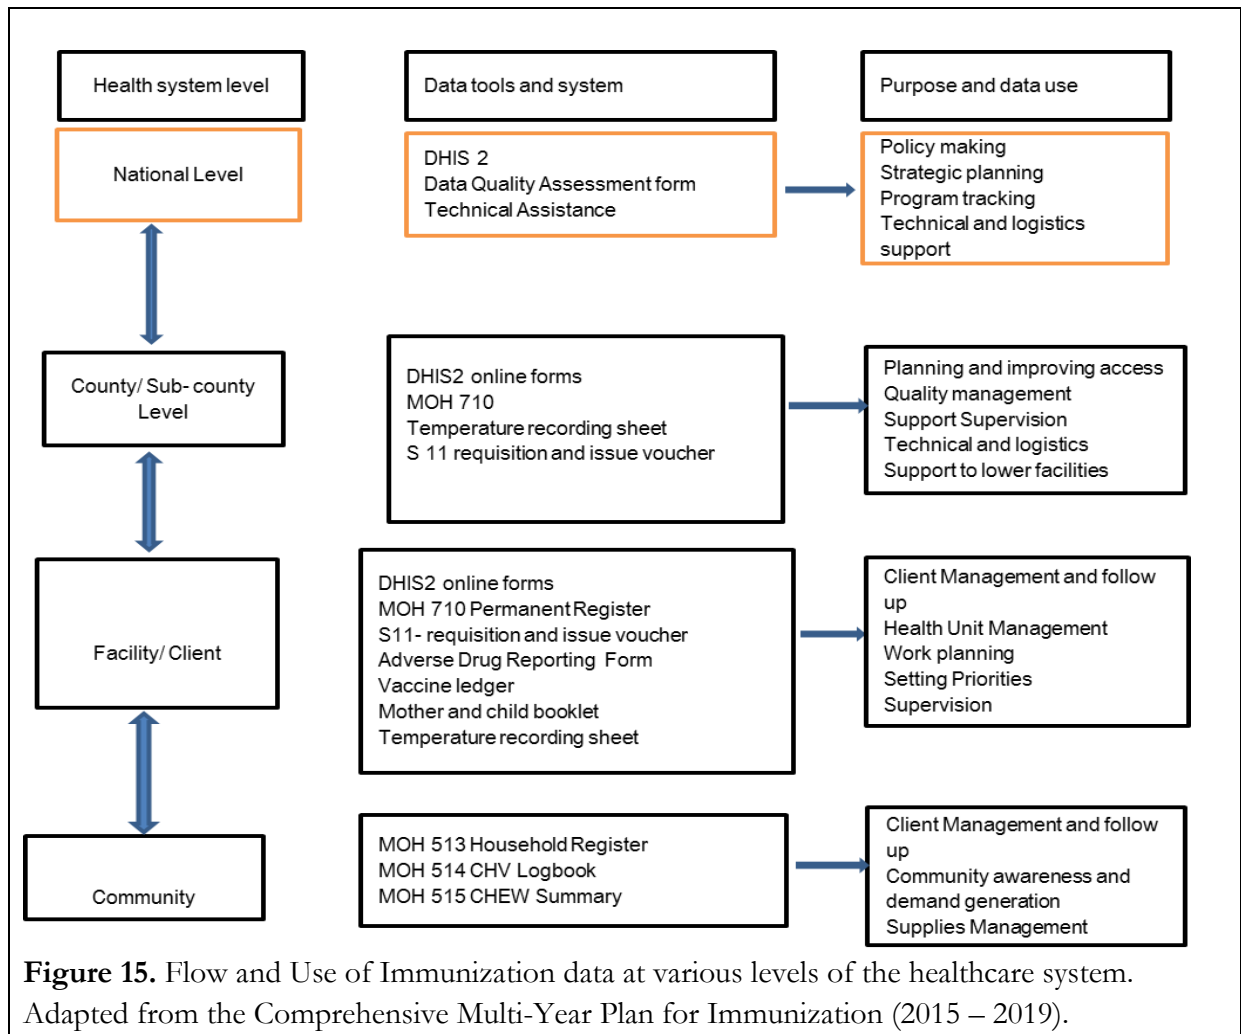 Health system level
Data tools and system
Purpose and data use
National Level
DHIS 2
Data Quality Assessment form
Technical Assistance
Policy making
Strategic planning
Program tracking
Technical and logistics
support
County/ Sub- county
Level
DHIS2 online forms
MOH 710
Temperature recording sheet
S 11 requisition and issue voucher
Planning and improving access
Quality management
Support Supervision
Technical and logistics
Support to lower facilities
Facility/ Client
DHIS2 online forms
MOH 710 Permanent Register
S11- requisition and issue voucher
Adverse Drug Reporting Form
Vaccine ledger
Mother and child booklet
Temperature recording sheet
Client Management and follow
up
Health Unit Management
Work planning
Setting Priorities
Supervision
Community
MOH 513 Household Register
MOH 514 CHV Logbook
MOH 515 CHEW Summary
Client Management and follow
up
Community awareness and
demand generation
Supplies Management
Figure 15. Flow and Use of Immunization data at various levels of the healthcare system.
Adapted from the Comprehensive Multi-Year Plan for Immunization (2015 – 2019).